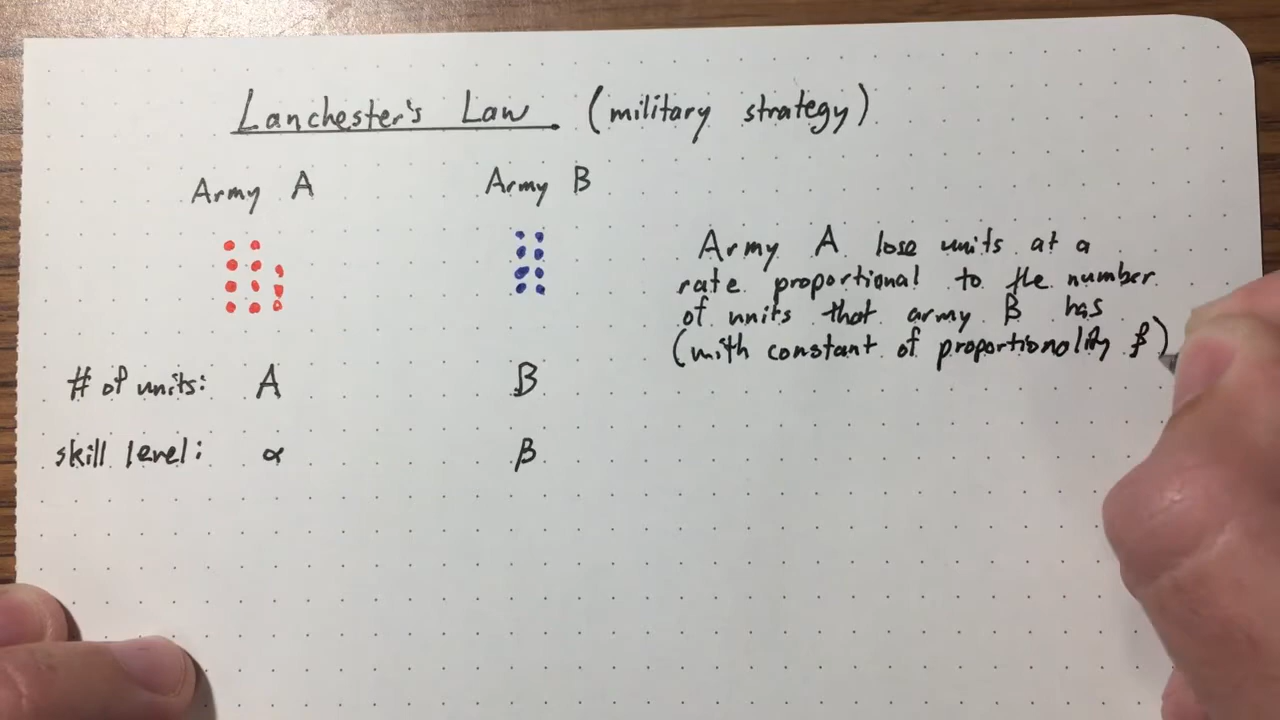 Lanchester's Law (military strategy)
Army A Army B
Army A lose units at a
rate proportional to the number
of units that army B has
(with constant of proportionality β)
# of units: A B
skill level: α β